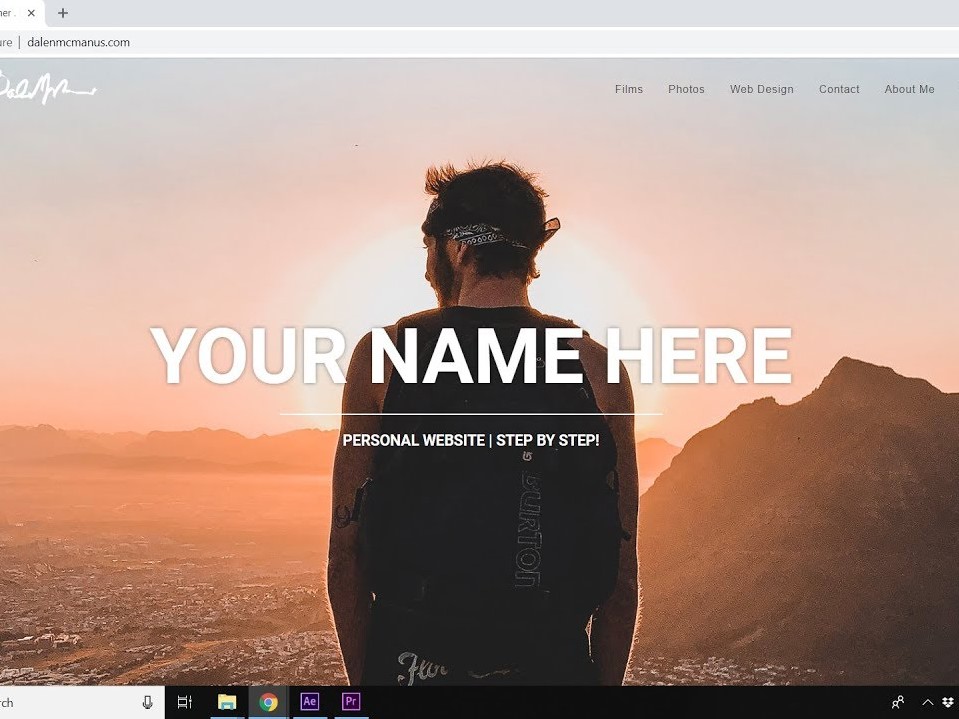 ner .
ure | dalenmcmanus.com
Films Photos Web Design Contact About Me
YOUR NAME HERE
PERSONAL WEBSITE | STEP BY STEP!
BURTON
rch
Ae Pr